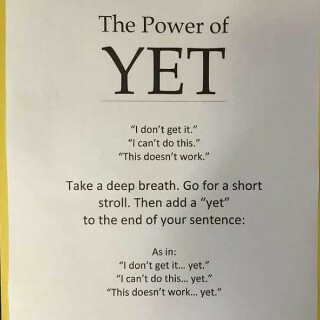 The Power of
YET
“I don’t get it.”
“I can’t do this.”
“This doesn’t work.”
Take a deep breath. Go for a short
stroll. Then add a “yet”
to the end of your sentence:
As in:
“I don’t get it... yet.”
“I can’t do this... yet.”
“This doesn’t work... yet.”